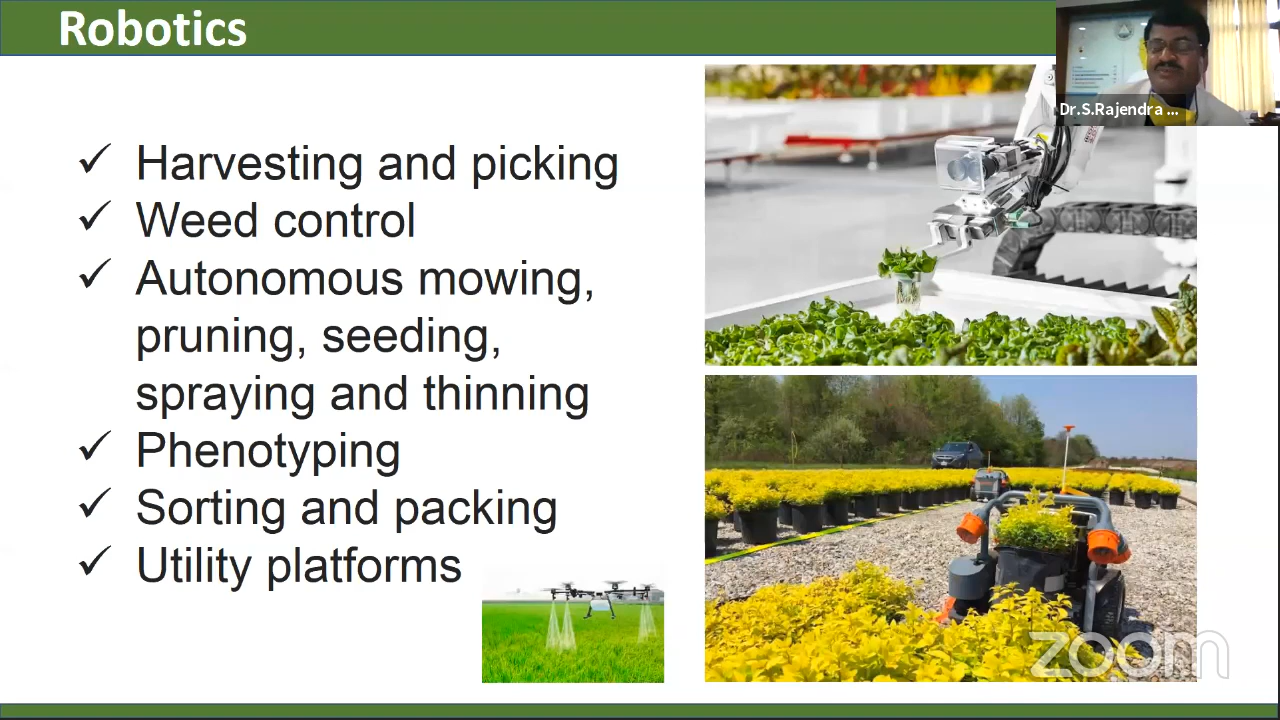 Robotics
Dr.S.Rajendra ...
✓ Harvesting and picking
✓ Weed control
✓ Autonomous mowing,
pruning, seeding,
spraying and thinning
✓ Phenotyping
✓ Sorting and packing
✓ Utility platforms
zoom